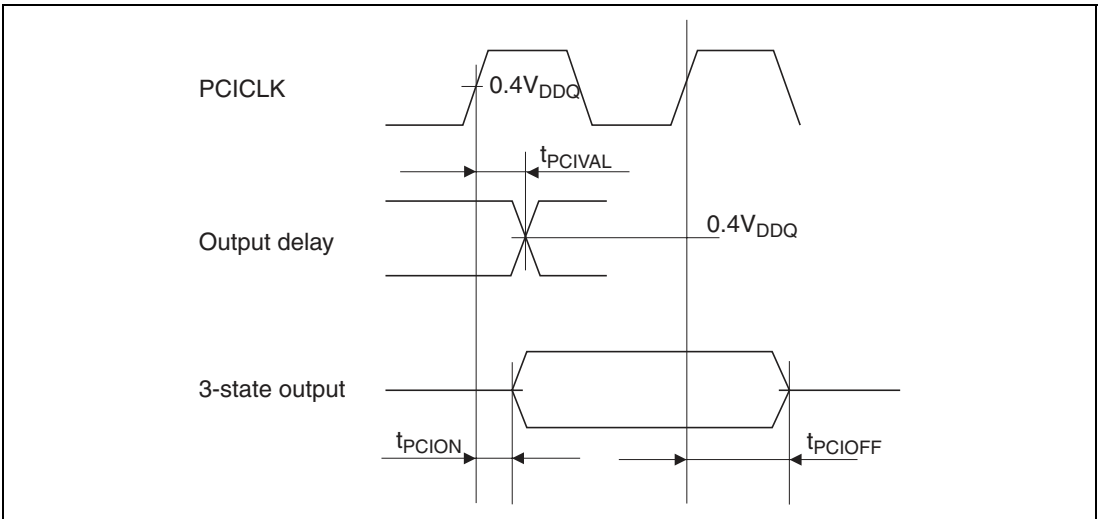 PCICLK
0.4VDDQ
tPCIVAL
Output delay
0.4VDDQ
3-state output
tPCION
tPCIOFF